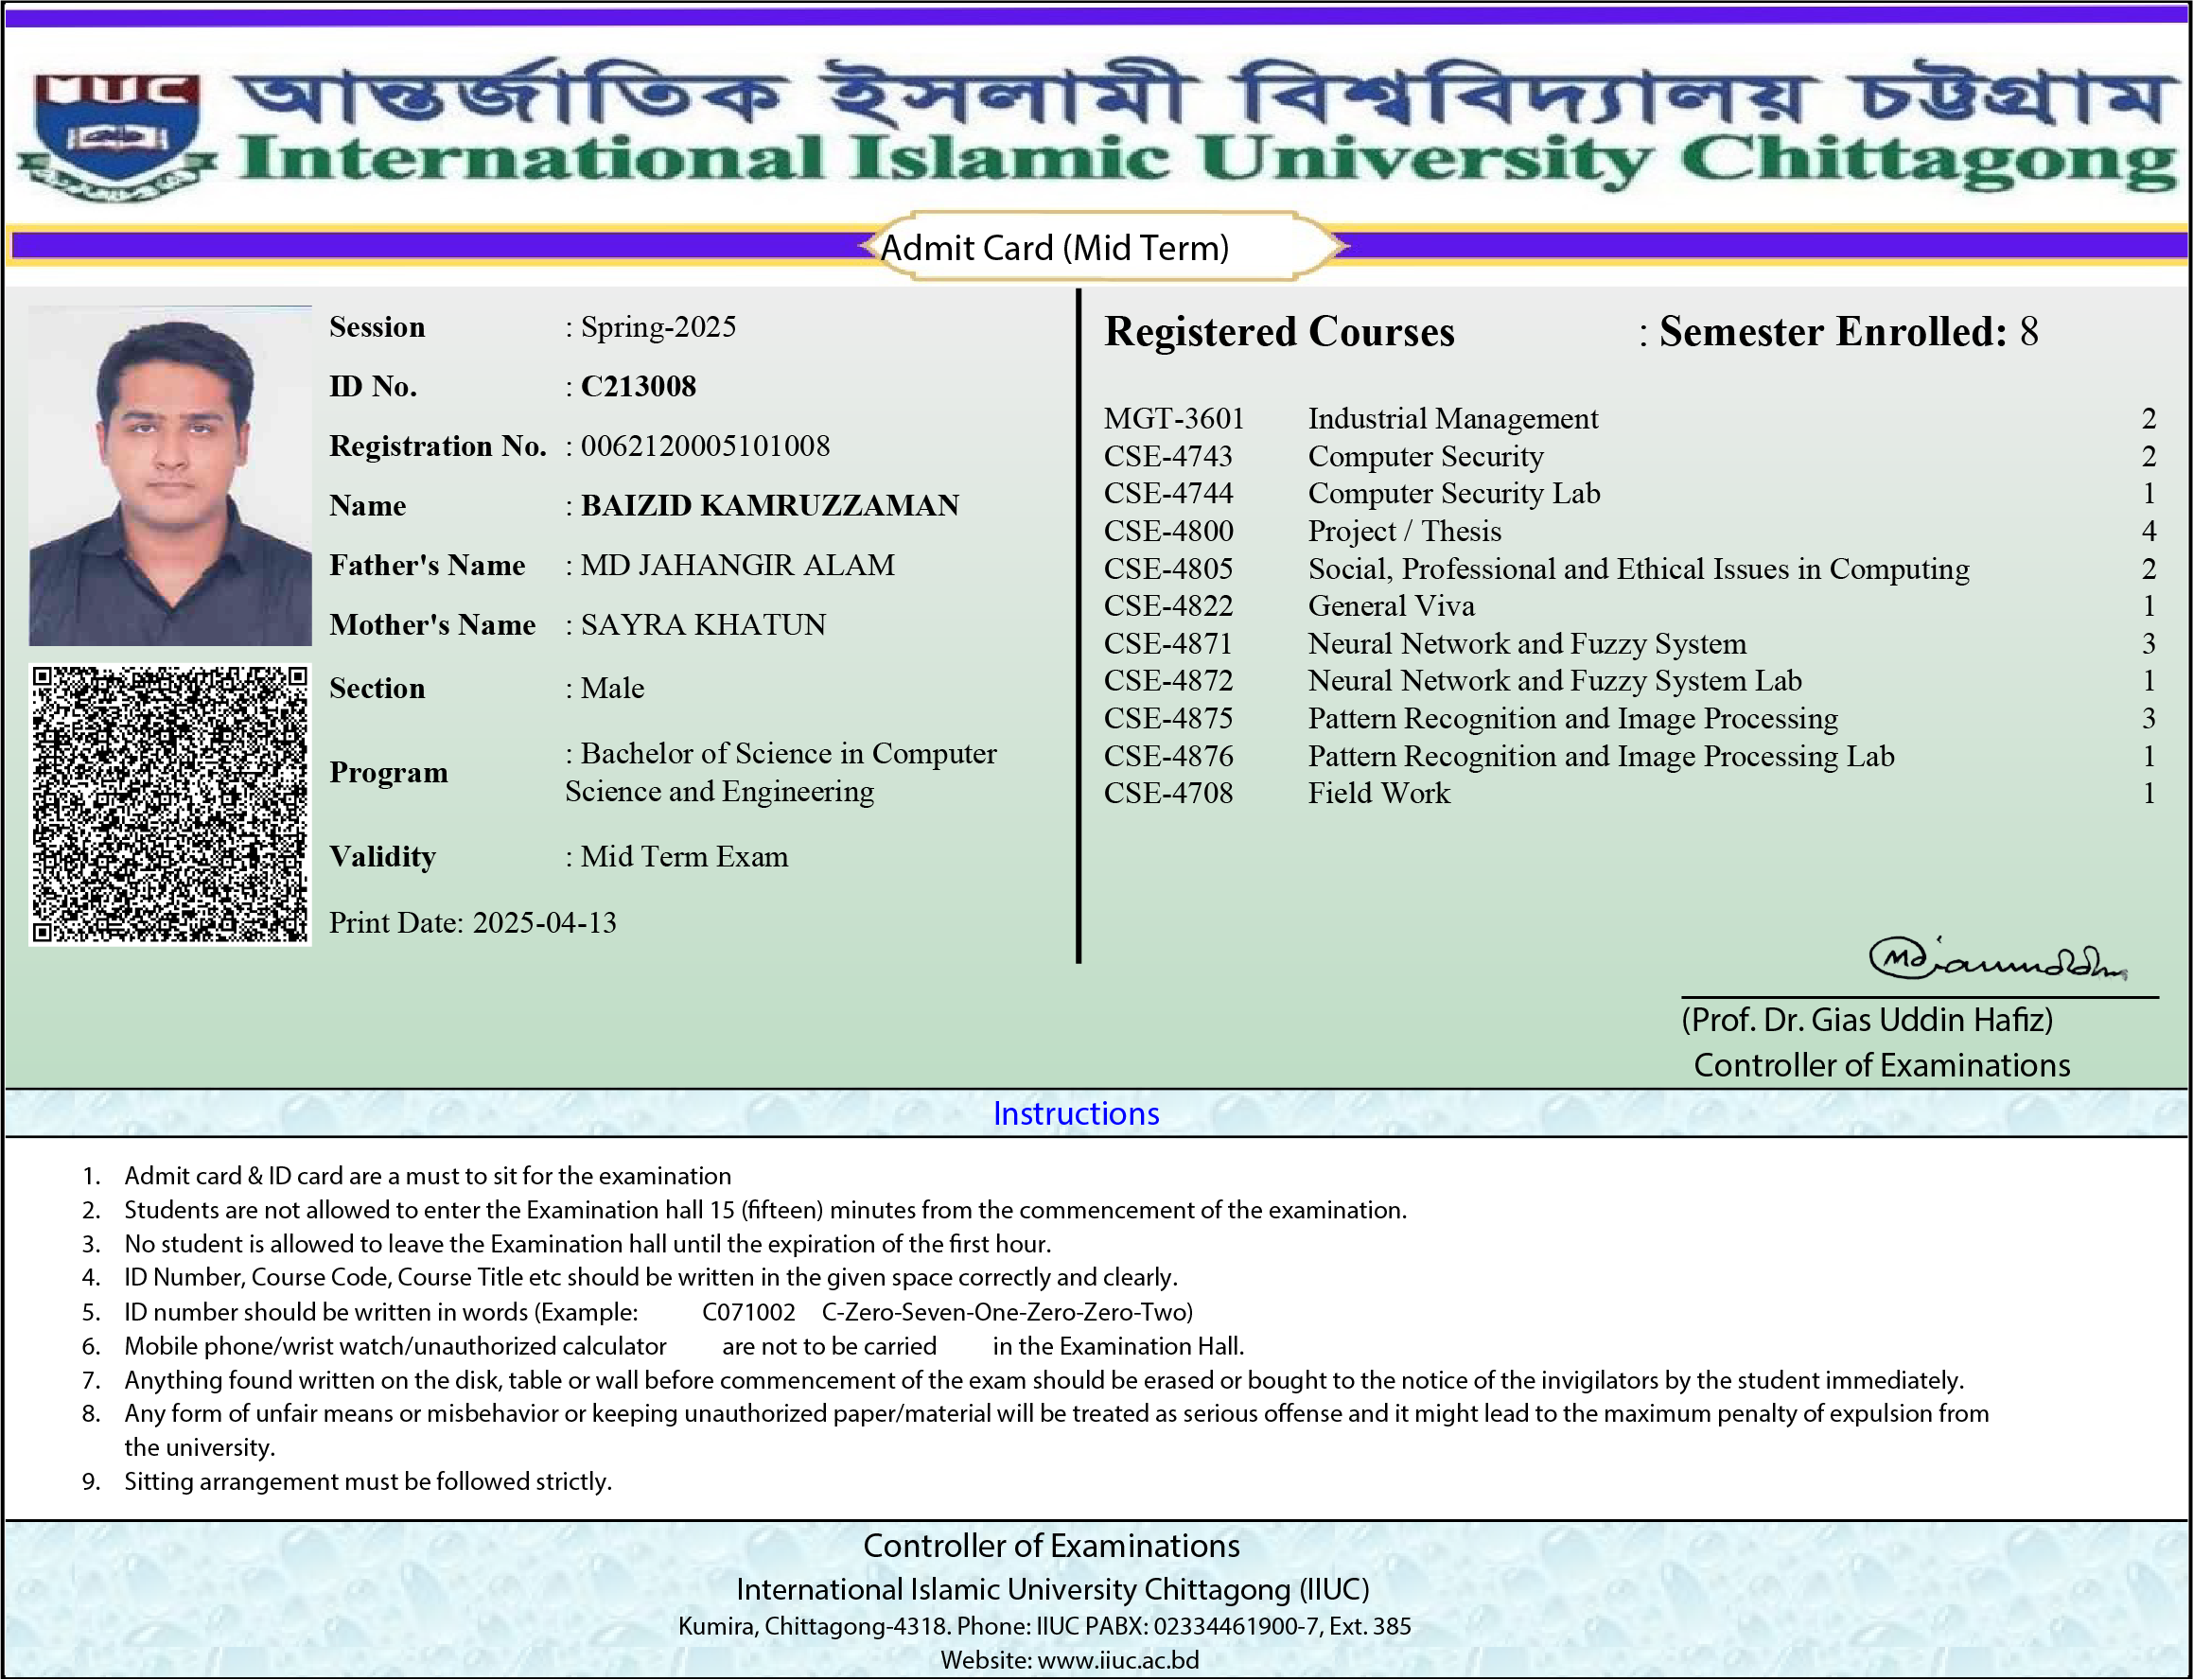 IIUC
আন্তর্জাতিক ইসলামী বিশ্ববিদ্যালয় চট্টগ্রাম
International Islamic University Chittagong
Admit Card (Mid Term)
Session : Spring-2025
ID No. : C213008
Registration No. : 0062120005101008
Name : BAIZID KAMRUZZAMAN
Father's Name : MD JAHANGIR ALAM
Mother's Name : SAYRA KHATUN
Section : Male
Program : Bachelor of Science in Computer
Science and Engineering
Validity : Mid Term Exam
Print Date: 2025-04-13
Registered Courses : Semester Enrolled: 8
MGT-3601 Industrial Management 2
CSE-4743 Computer Security 2
CSE-4744 Computer Security Lab 1
CSE-4800 Project / Thesis 4
CSE-4805 Social, Professional and Ethical Issues in Computing 2
CSE-4822 General Viva 1
CSE-4871 Neural Network and Fuzzy System 3
CSE-4872 Neural Network and Fuzzy System Lab 1
CSE-4875 Pattern Recognition and Image Processing 3
CSE-4876 Pattern Recognition and Image Processing Lab 1
CSE-4708 Field Work 1
(Prof. Dr. Gias Uddin Hafiz)
Controller of Examinations
Instructions
1. Admit card & ID card are a must to sit for the examination
2. Students are not allowed to enter the Examination hall 15 (fifteen) minutes from the commencement of the examination.
3. No student is allowed to leave the Examination hall until the expiration of the first hour.
4. ID Number, Course Code, Course Title etc should be written in the given space correctly and clearly.
5. ID number should be written in words (Example: C071002 C-Zero-Seven-One-Zero-Zero-Two)
6. Mobile phone/wrist watch/unauthorized calculator are not to be carried in the Examination Hall.
7. Anything found written on the disk, table or wall before commencement of the exam should be erased or bought to the notice of the invigilators by the student immediately.
8. Any form of unfair means or misbehavior or keeping unauthorized paper/material will be treated as serious offense and it might lead to the maximum penalty of expulsion from
the university.
9. Sitting arrangement must be followed strictly.
Controller of Examinations
International Islamic University Chittagong (IIUC)
Kumira, Chittagong-4318. Phone: IIUC PABX: 02334461900-7, Ext. 385
Website: www.iiuc.ac.bd